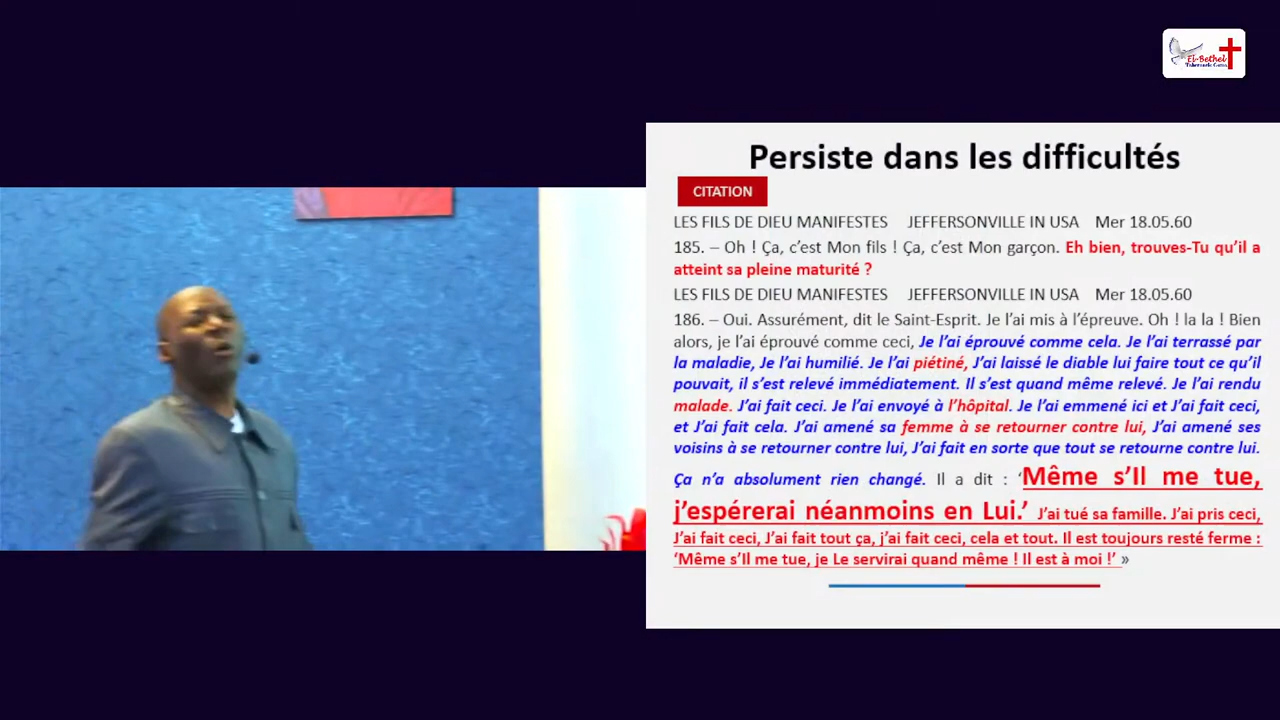 El-Bethel
Persiste dans les difficultés
CITATION
LES FILS DE DIEU MANIFESTES JEFFERSONVILLE IN USA Mer 18.05.60
185. – Oh ! Ça, c’est Mon fils ! Ça, c’est Mon garçon. Eh bien, trouves-Tu qu’il a
atteint sa pleine maturité ?
LES FILS DE DIEU MANIFESTES JEFFERSONVILLE IN USA Mer 18.05.60
186. – Oui. Assurément, dit le Saint-Esprit. Je l’ai mis à l’épreuve. Oh ! la la ! Bien
alors, je l’ai éprouvé comme ceci, Je l’ai éprouvé comme cela. Je l’ai terrassé par
la maladie, Je l’ai humilié. Je l’ai piétiné, J’ai laissé le diable lui faire tout ce qu’il
pouvait, il s’est relevé immédiatement. Il s’est quand même relevé. Je l’ai rendu
malade. J’ai fait ceci. Je l’ai envoyé à l’hôpital. Je l’ai emmené ici et J’ai fait ceci,
et J’ai fait cela. J’ai amené sa femme à se retourner contre lui, J’ai amené ses
voisins à se retourner contre lui, J’ai fait en sorte que tout se retourne contre lui.
Ça n’a absolument rien changé. Il a dit : ‘Même s’Il me tue,
j’espérerai néanmoins en Lui.’ J’ai tué sa famille. J’ai pris ceci,
J’ai fait ceci, J’ai fait tout ça, j’ai fait ceci, cela et tout. Il est toujours resté ferme :
‘Même s’Il me tue, je Le servirai quand même ! Il est à moi !’ »